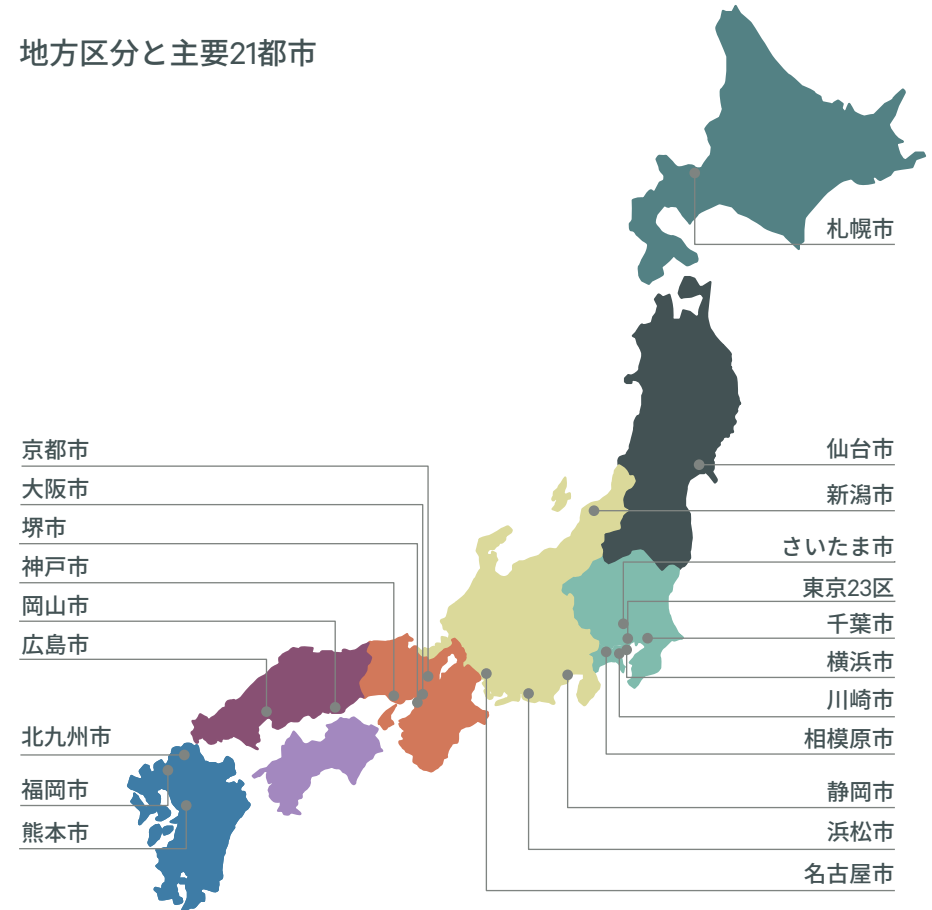 地方区分と主要21都市
札幌市
仙台市
新潟市
さいたま市
東京23区
千葉市
横浜市
川崎市
相模原市
静岡市
浜松市
名古屋市
京都市
大阪市
堺市
神戸市
岡山市
広島市
北九州市
福岡市
熊本市